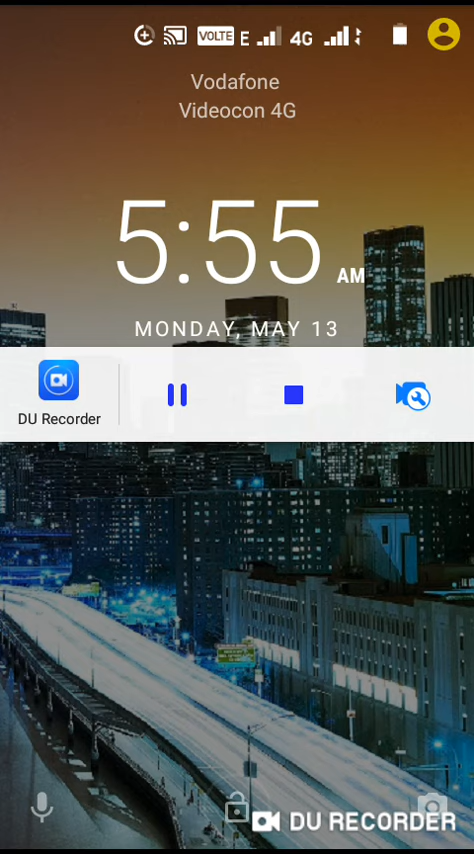 VOLTE E 4G
Vodafone
Videocon 4G
5:55 AM
MONDAY, MAY 13
DU Recorder
DU RECORDER